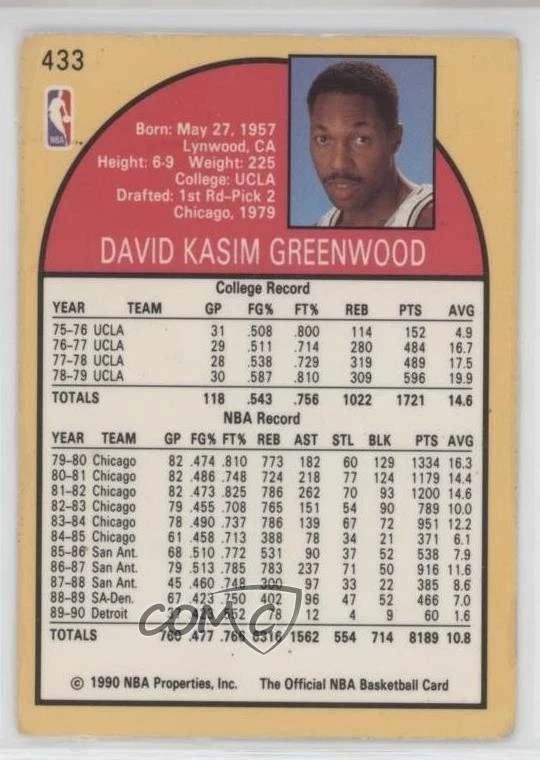 433
NBA
Born: May 27, 1957
Lynwood, CA
Height: 6-9 Weight: 225
College: UCLA
Drafted: 1st Rd-Pick 2
Chicago, 1979
DAVID KASIM GREENWOOD
College Record
YEAR TEAM GP FG% FT% REB PTS AVG
75-76 UCLA 31 .508 .800 114 152 4.9
76-77 UCLA 29 .511 .714 280 484 16.7
77-78 UCLA 28 .538 .729 319 489 17.5
78-79 UCLA 30 .587 .810 309 596 19.9
TOTALS 118 .543 .756 1022 1721 14.6
NBA Record
YEAR TEAM GP FG% FT% REB AST STL BLK PTS AVG
79-80 Chicago 82 .474 .810 773 182 60 129 1334 16.3
80-81 Chicago 82 .486 .748 724 218 77 124 1179 14.4
81-82 Chicago 82 .473 .825 786 262 70 93 1200 14.6
82-83 Chicago 79 .455 .708 765 151 54 90 789 10.0
83-84 Chicago 78 .490 .737 786 139 67 72 951 12.2
84-85 Chicago 61 .458 .713 388 78 34 21 371 6.1
85-86 San Ant. 68 .510 .772 531 90 37 52 538 7.9
86-87 San Ant. 79 .513 .785 783 237 71 50 916 11.6
87-88 San Ant. 45 .460 .748 300 97 33 22 385 8.6
88-89 SA-Den. 67 .423 .750 402 96 47 52 466 7.0
89-90 Detroit 37 .423 .552 78 12 4 9 60 1.6
TOTALS .477 .766 8316 1562 554 714 8189 10.8
COMC
© 1990 NBA Properties, Inc. The Official NBA Basketball Card